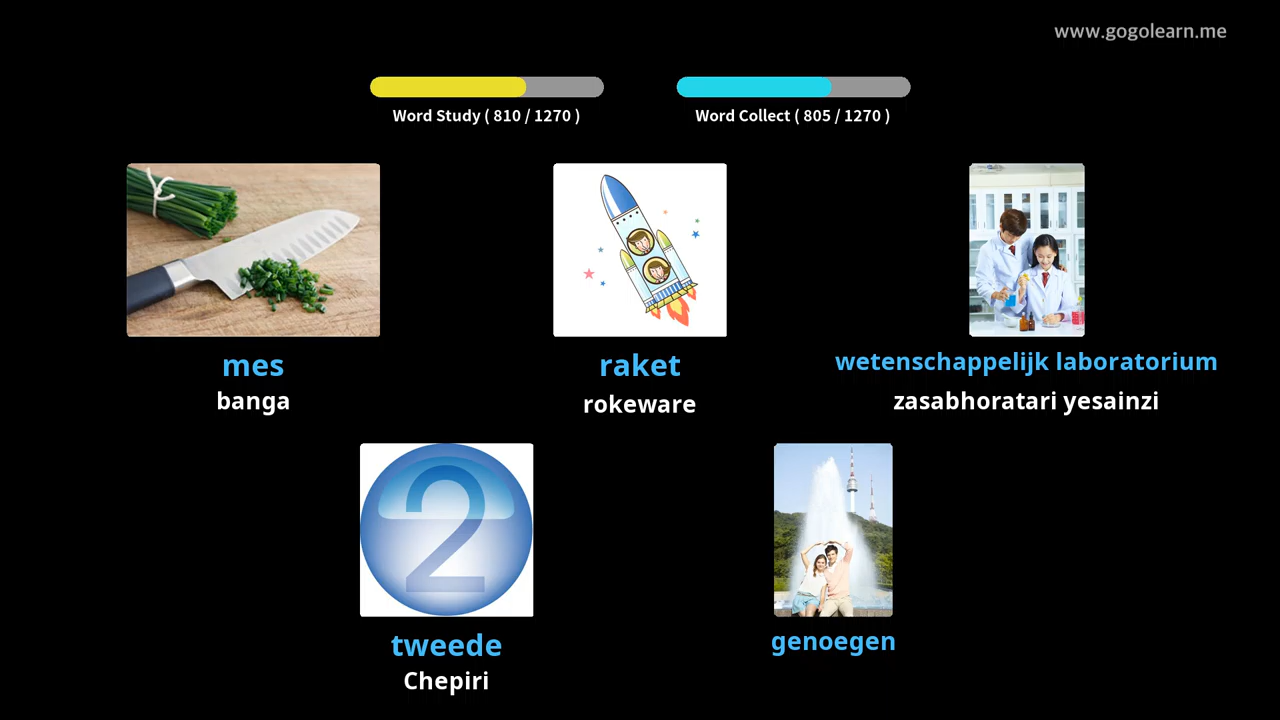 www.gogolearn.me
Word Study ( 810 / 1270 )
Word Collect ( 805 / 1270 )
mes
banga
raket
rokeware
wetenschappelijk laboratorium
zasabhoratari yesainzi
2
tweede
Chepiri
genoegen